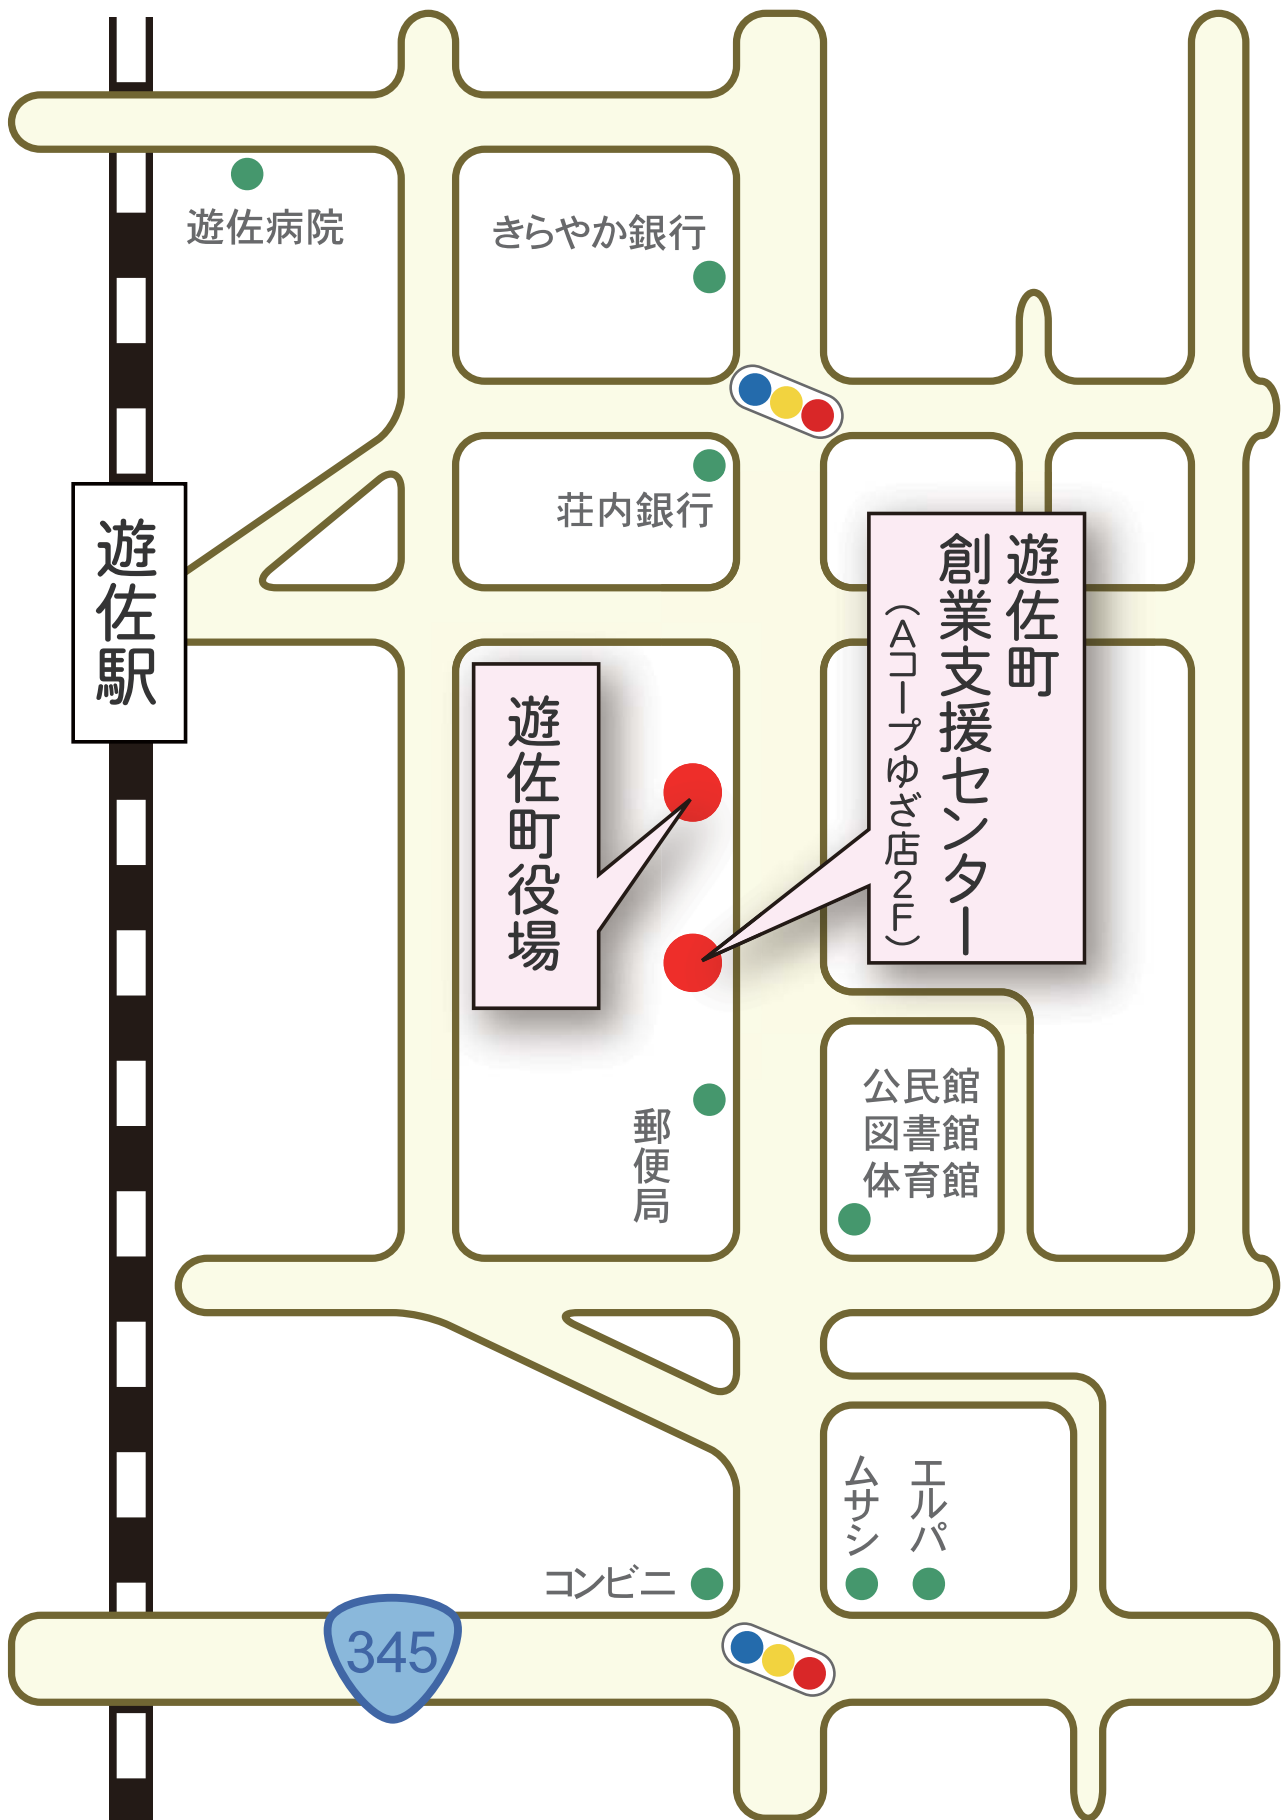 遊佐病院
きらやか銀行
荘内銀行
遊佐駅
遊佐町
創業支援センター
（Aコープゆざ店2F）
遊佐町役場
公民館
図書館
体育館
郵便局
エルパ
ムサシ
コンビニ
345